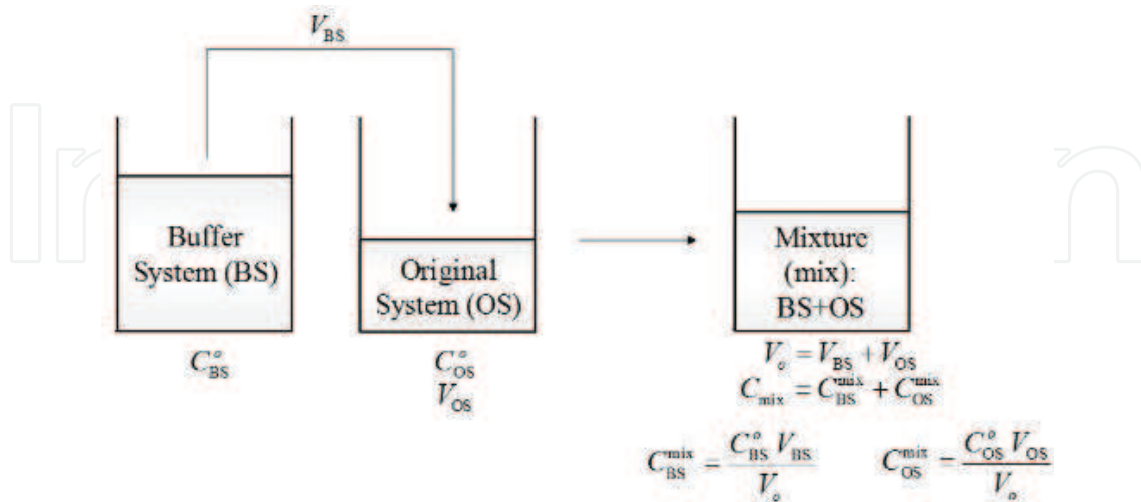 V_BS
Buffer
System (BS)
Original
System (OS)
Mixture
(mix):
BS+OS
C°_BS
C°_OS
V_OS
V_o = V_BS + V_OS
C_mix = C_BS^mix + C_OS^mix
C_BS^mix = C°_BS V_BS / V_o
C_OS^mix = C°_OS V_OS / V_o